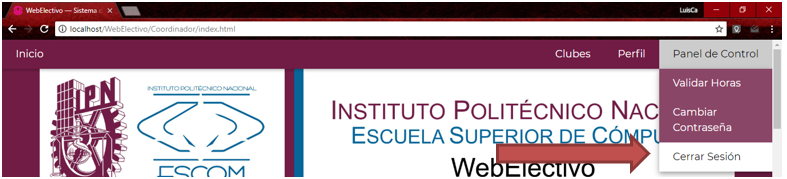 WebElectivo — Sistema
LuisCa
localhost/WebElectivo/Coordinador/index.html
Inicio
Clubes
Perfil
Panel de Control
Validar Horas
Cambiar
Contraseña
Cerrar Sesión
IPN
INSTITUTO POLITÉCNICO NACIONAL
ESCOM
INSTITUTO POLITÉCNICO NAC
ESCUELA SUPERIOR DE CÓMPU
WebElectivo